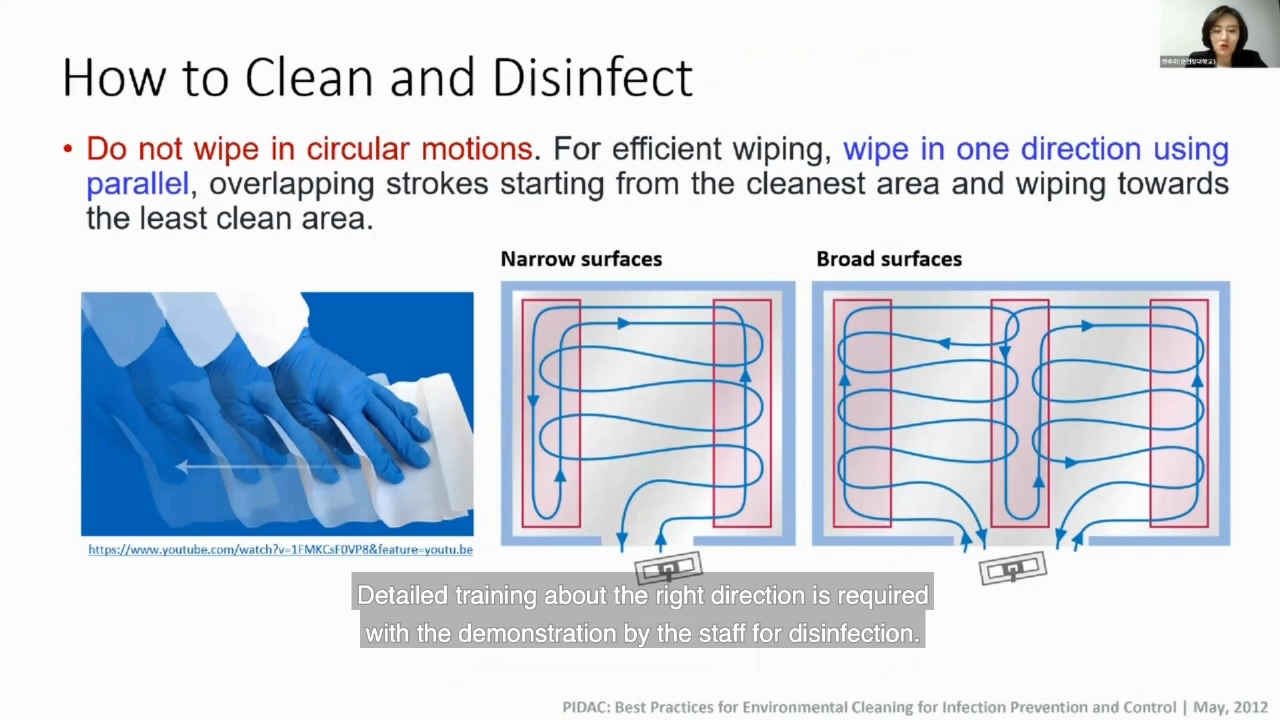 How to Clean and Disinfect
• Do not wipe in circular motions. For efficient wiping, wipe in one direction using
parallel, overlapping strokes starting from the cleanest area and wiping towards
the least clean area.
Narrow surfaces
Broad surfaces
https://www.youtube.com/watch?v=1FMKCsF0VP8&feature=youtu.be
Detailed training about the right direction is required
with the demonstration by the staff for disinfection.
PIDAC: Best Practices for Environmental Cleaning for Infection Prevention and Control | May, 2012